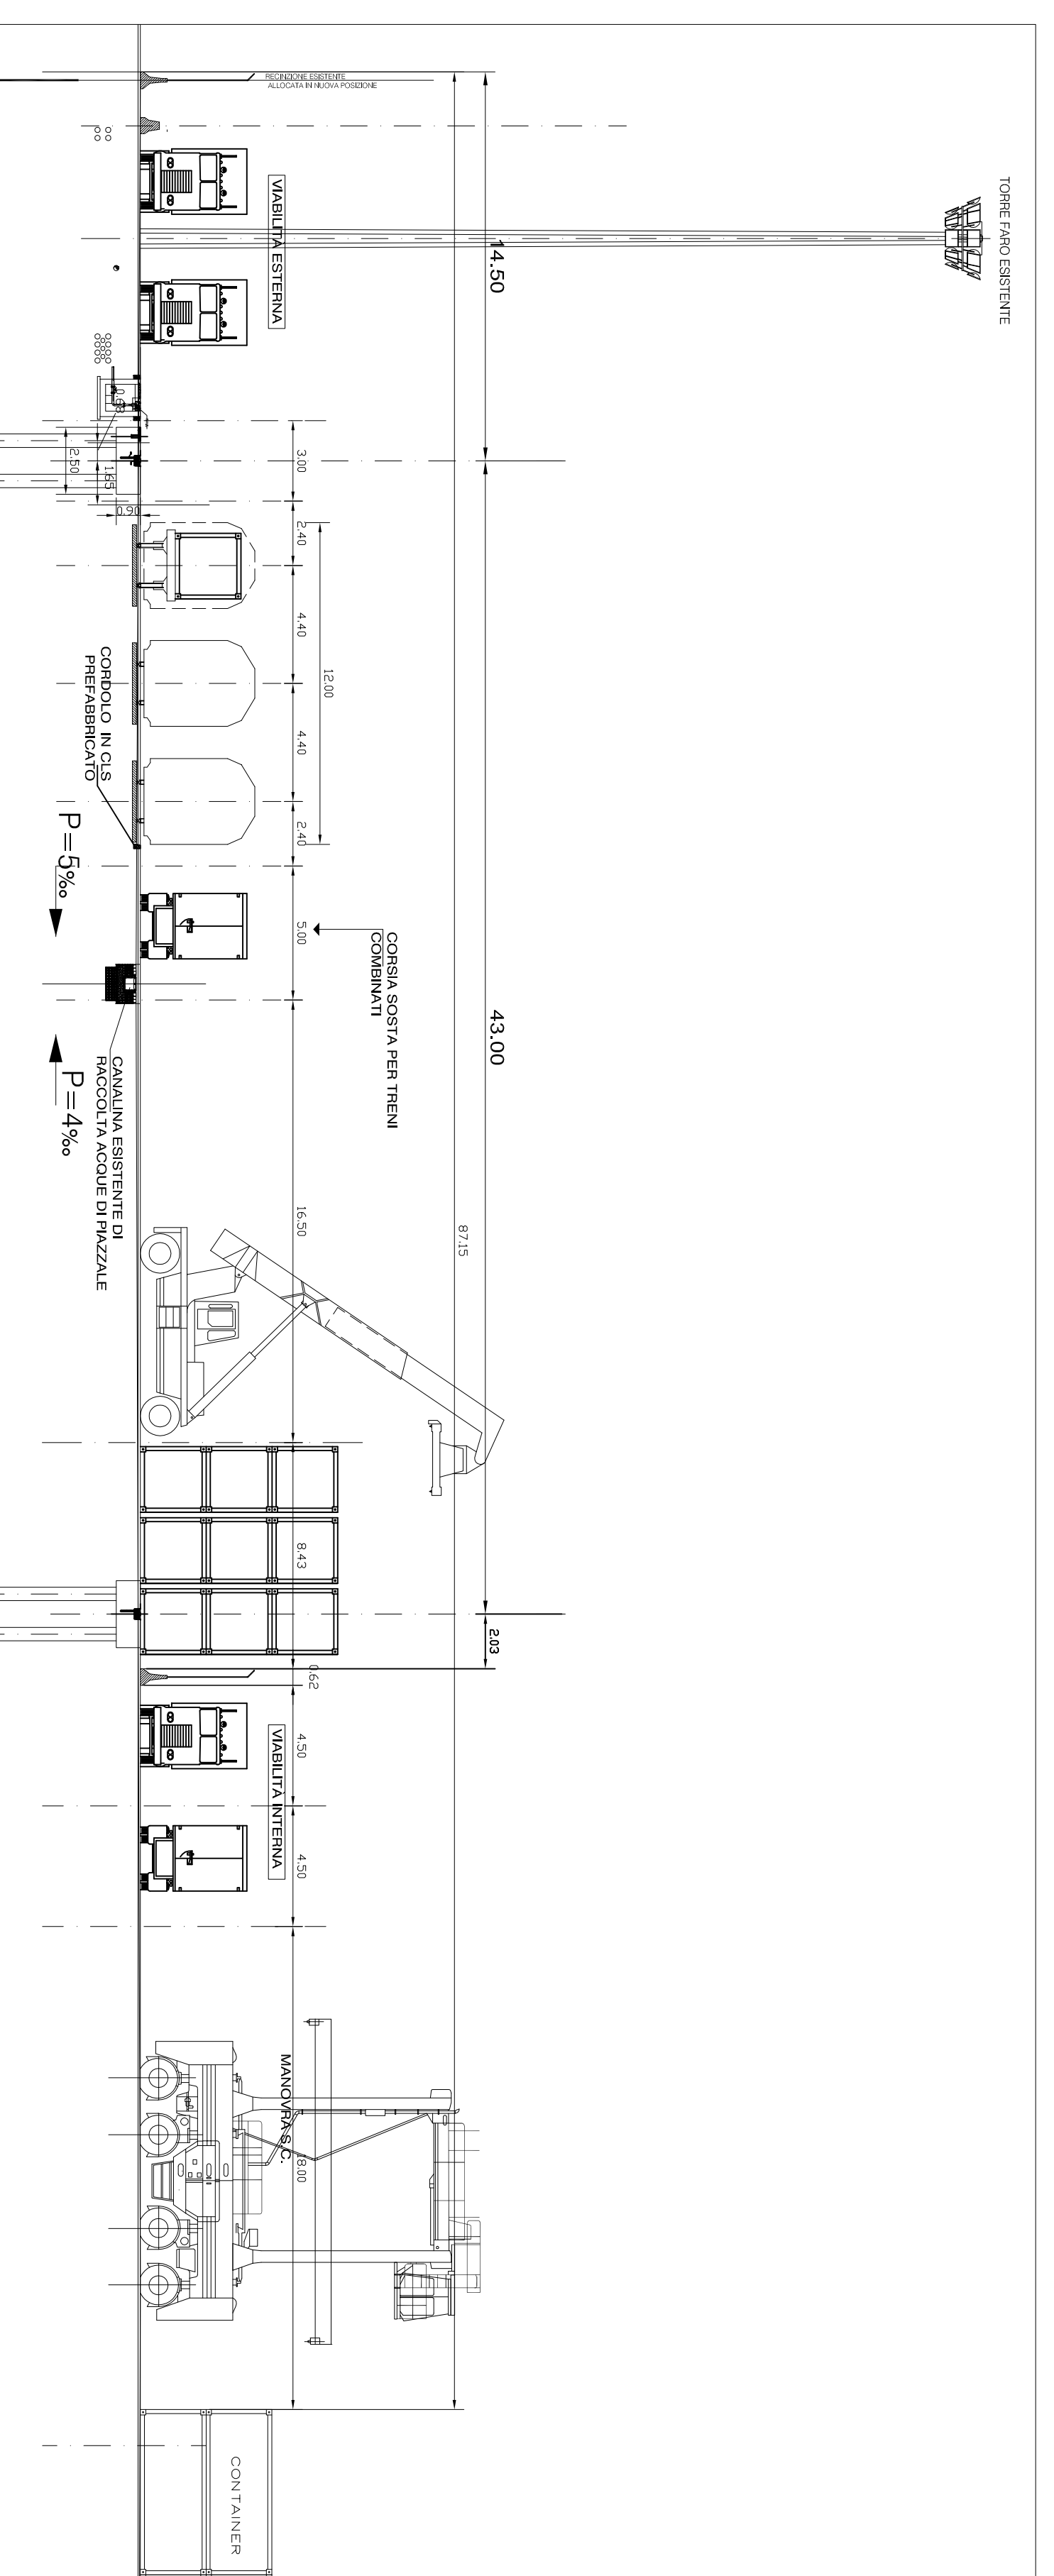 TORRE FARO ESISTENTE
RECINZIONE ESISTENTE
ALLOCATA IN NUOVA POSIZIONE
14.50
43.00
2.03
87.15
VIABILITÀ ESTERNA
CORSIA SOSTA PER TRENI
COMBINATI
12.00
3.00
2.40
4.40
4.40
2.40
5.00
16.50
8.43
0.62
4.50
4.50
18.00
VIABILITÀ INTERNA
MANOVRA S.C.
CONTAINER
0.68
1.65
2.50
0.90
CORDOLO IN CLS
PREFABBRICATO
P=5‰
P=4‰
CANALINA ESISTENTE DI
RACCOLTA ACQUE DI PIAZZALE